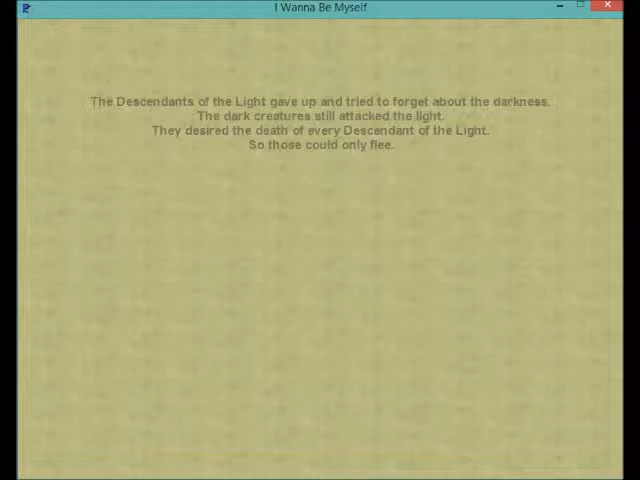 I Wanna Be Myself
The Descendants of the Light gave up and tried to forget about the darkness.
The dark creatures still attacked the light.
They desired the death of every Descendant of the Light.
So those could only flee.